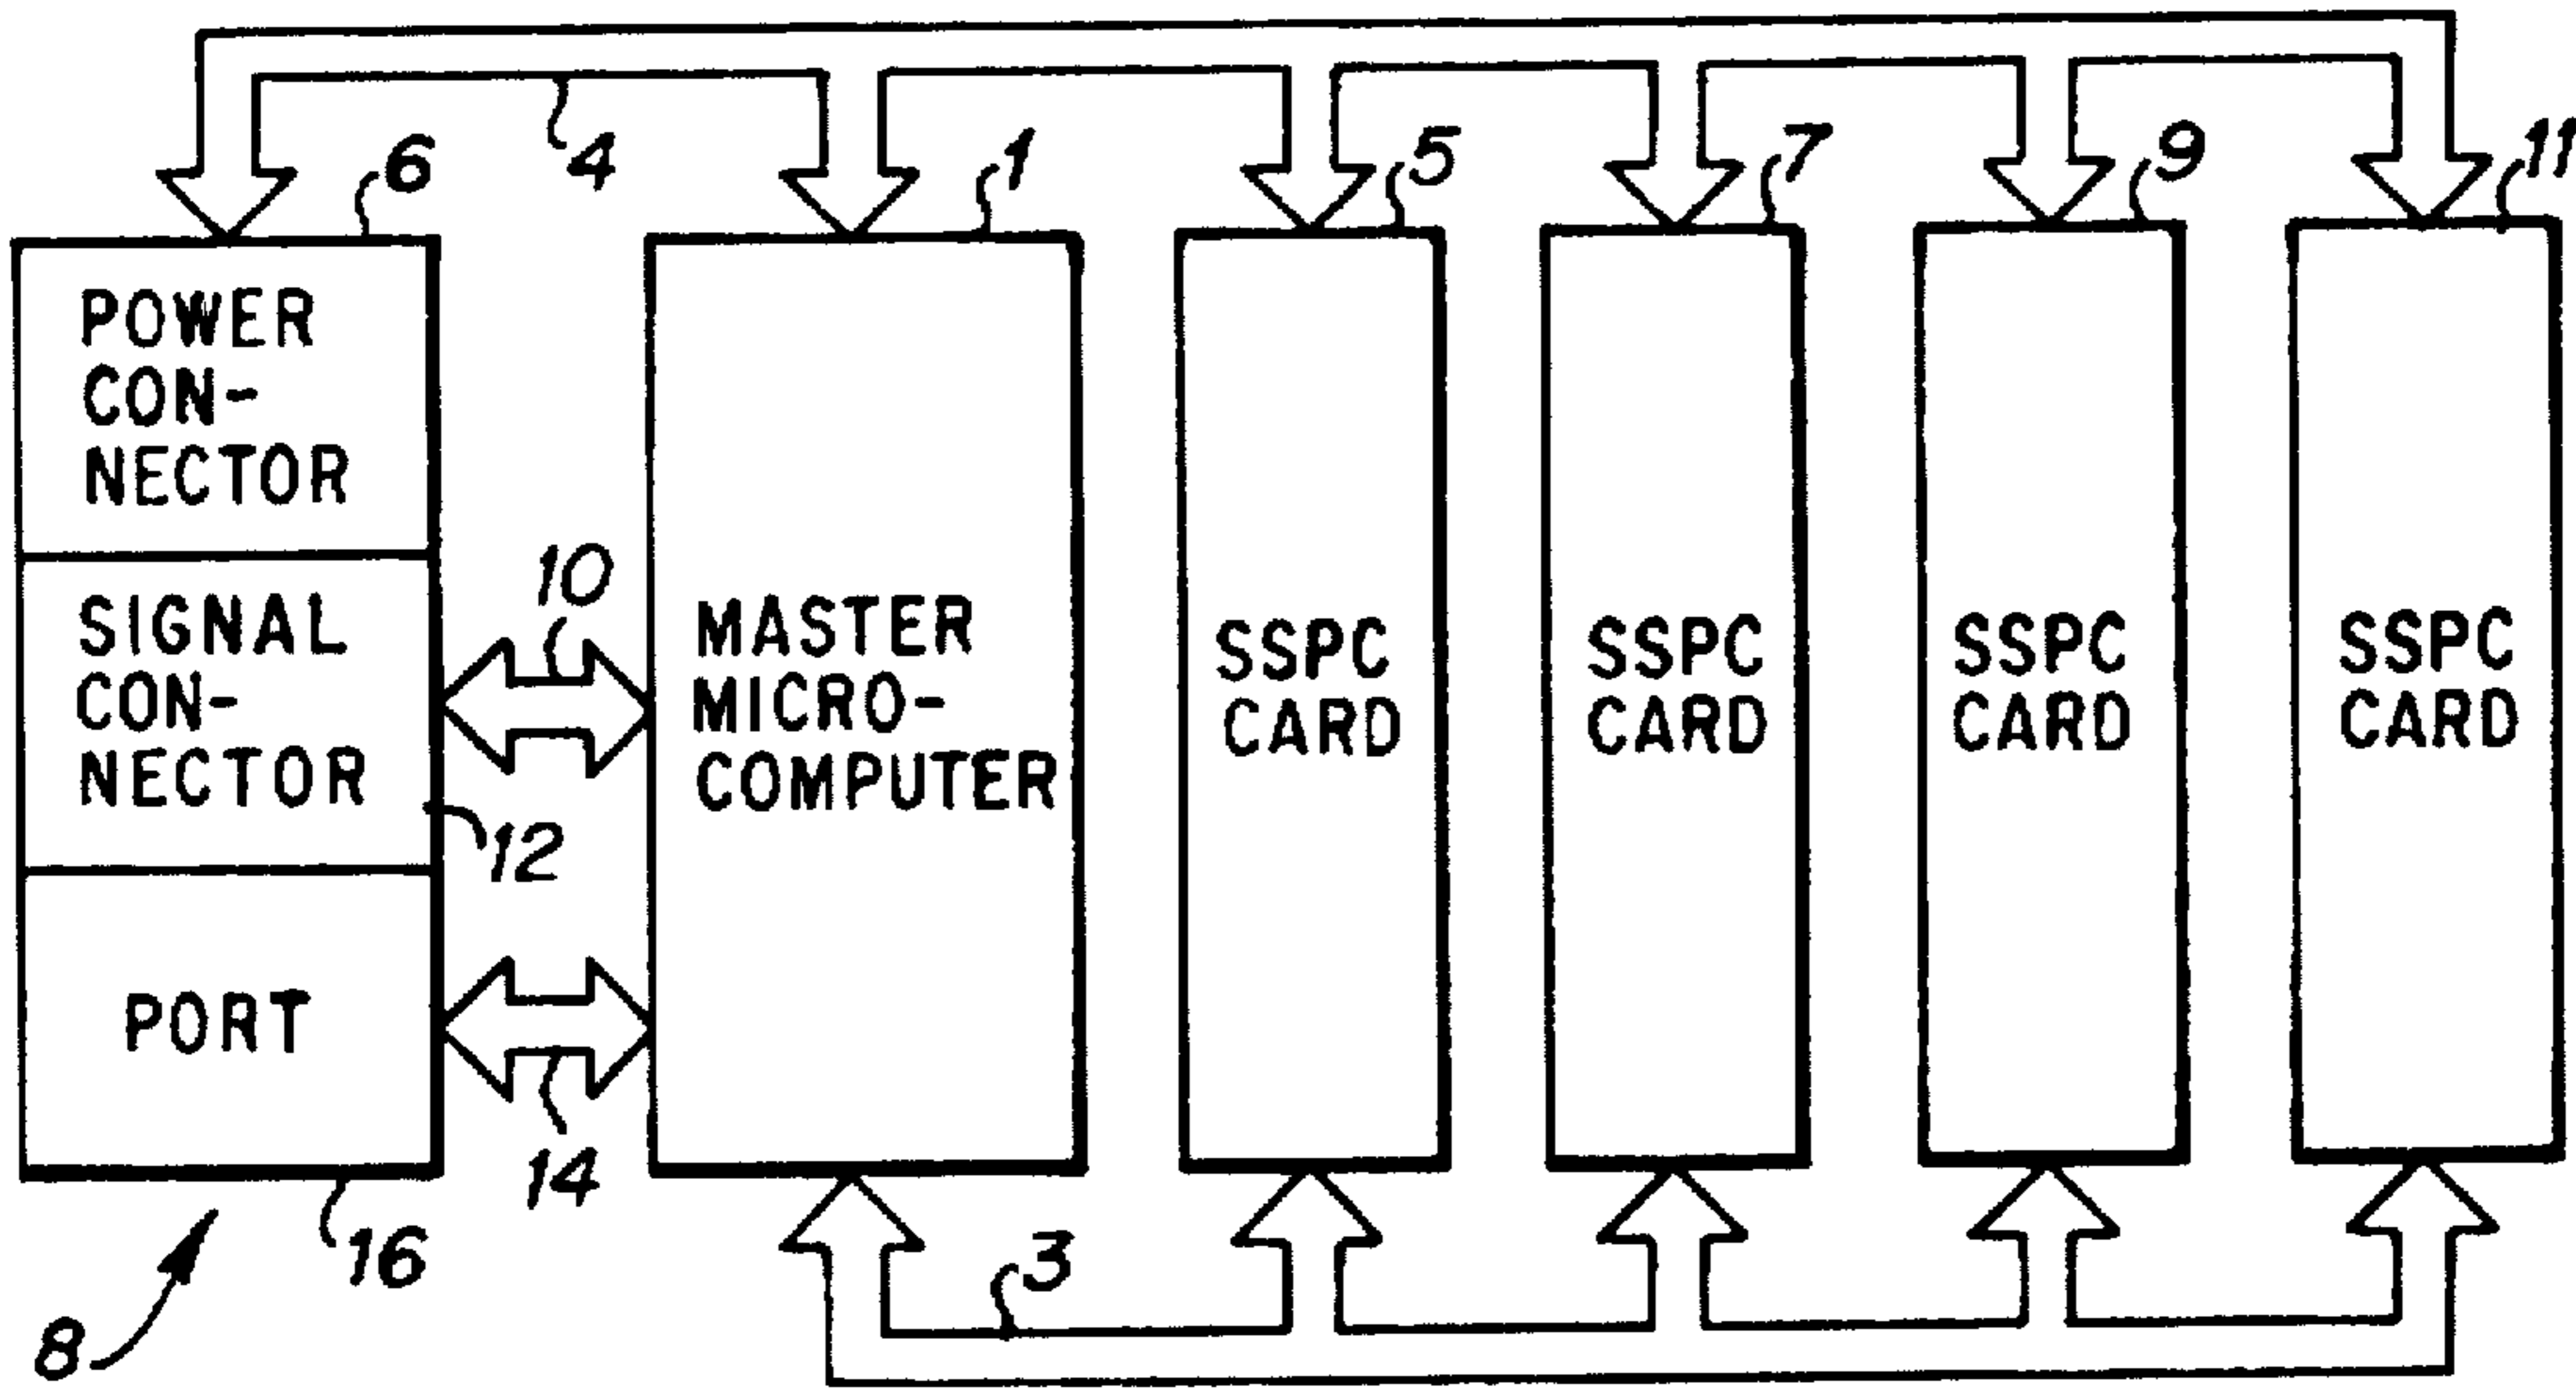 4
6
1
5
7
9
11
POWER
CON-
NECTOR
SIGNAL
CON-
NECTOR
12
PORT
16
8
10
14
MASTER
MICRO-
COMPUTER
SSPC
CARD
SSPC
CARD
SSPC
CARD
SSPC
CARD
3